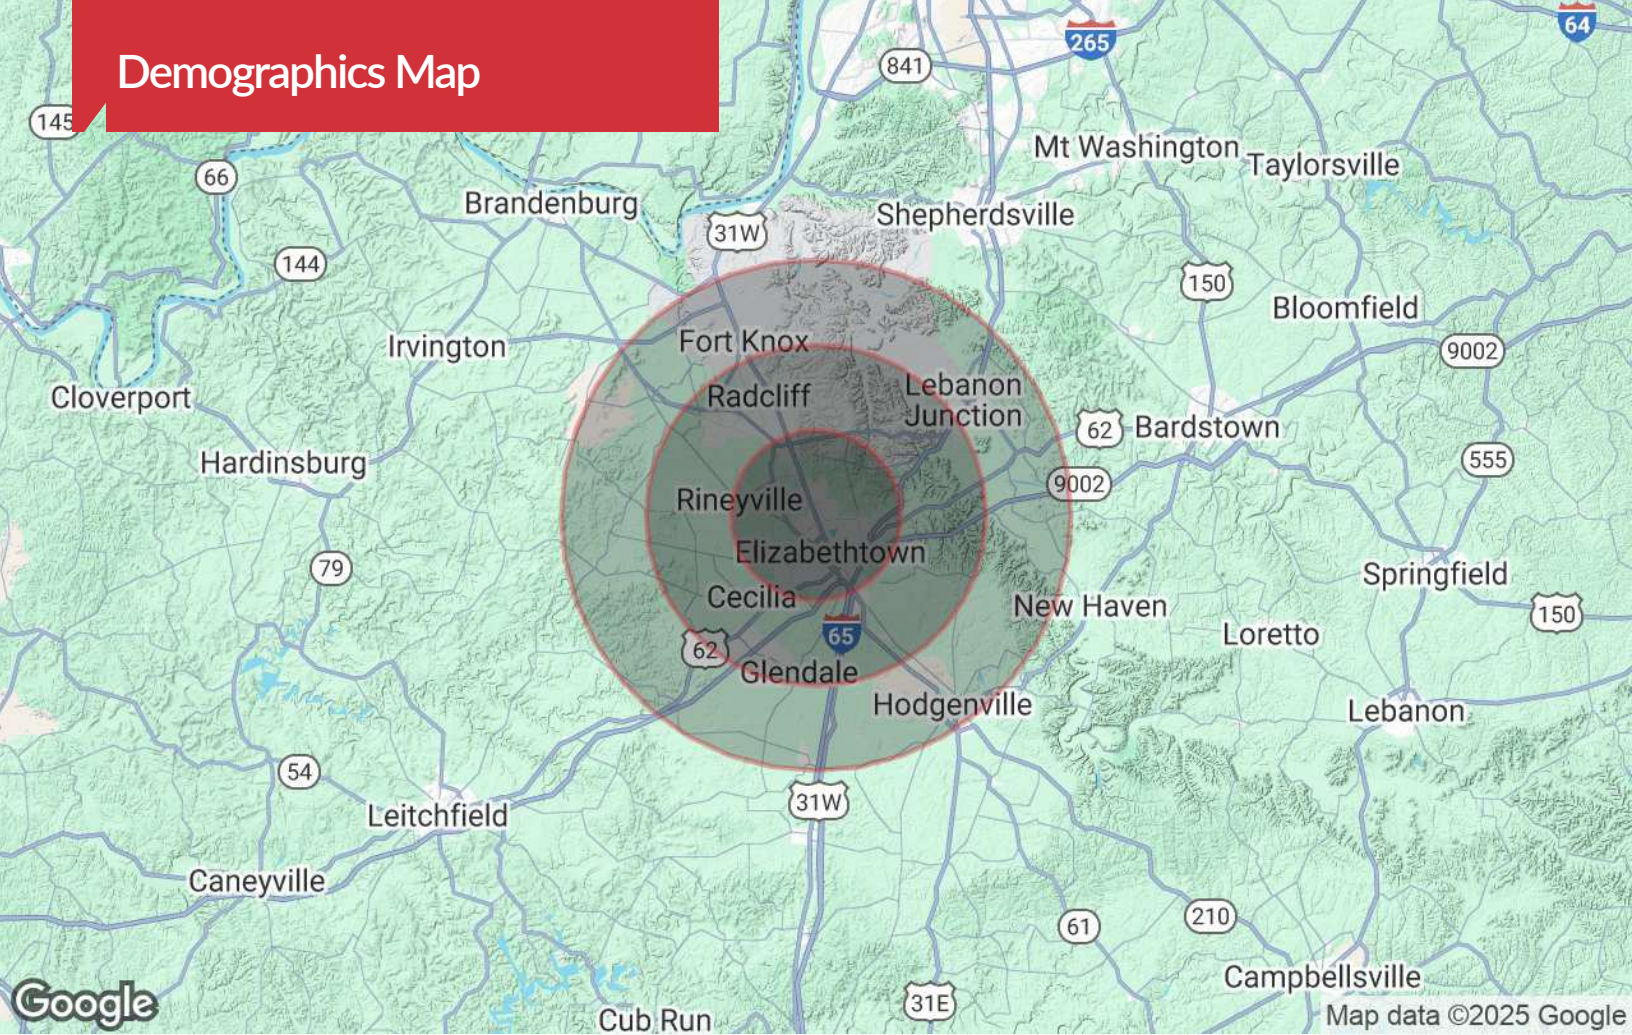 Demographics Map
64
265
841
145
Mt Washington
Taylorsville
66
Brandenburg
Shepherdsville
31W
144
150
Bloomfield
Fort Knox
Irvington
9002
Radcliff
Lebanon
Junction
Cloverport
62
Bardstown
Hardinsburg
555
9002
Rineyville
Elizabethtown
79
Springfield
Cecilia
New Haven
150
65
Loretto
62
Glendale
Hodgenville
Lebanon
54
31W
Leitchfield
Caneyville
210
61
Campbellsville
Google
31E
Map data ©2025 Google
Cub Run